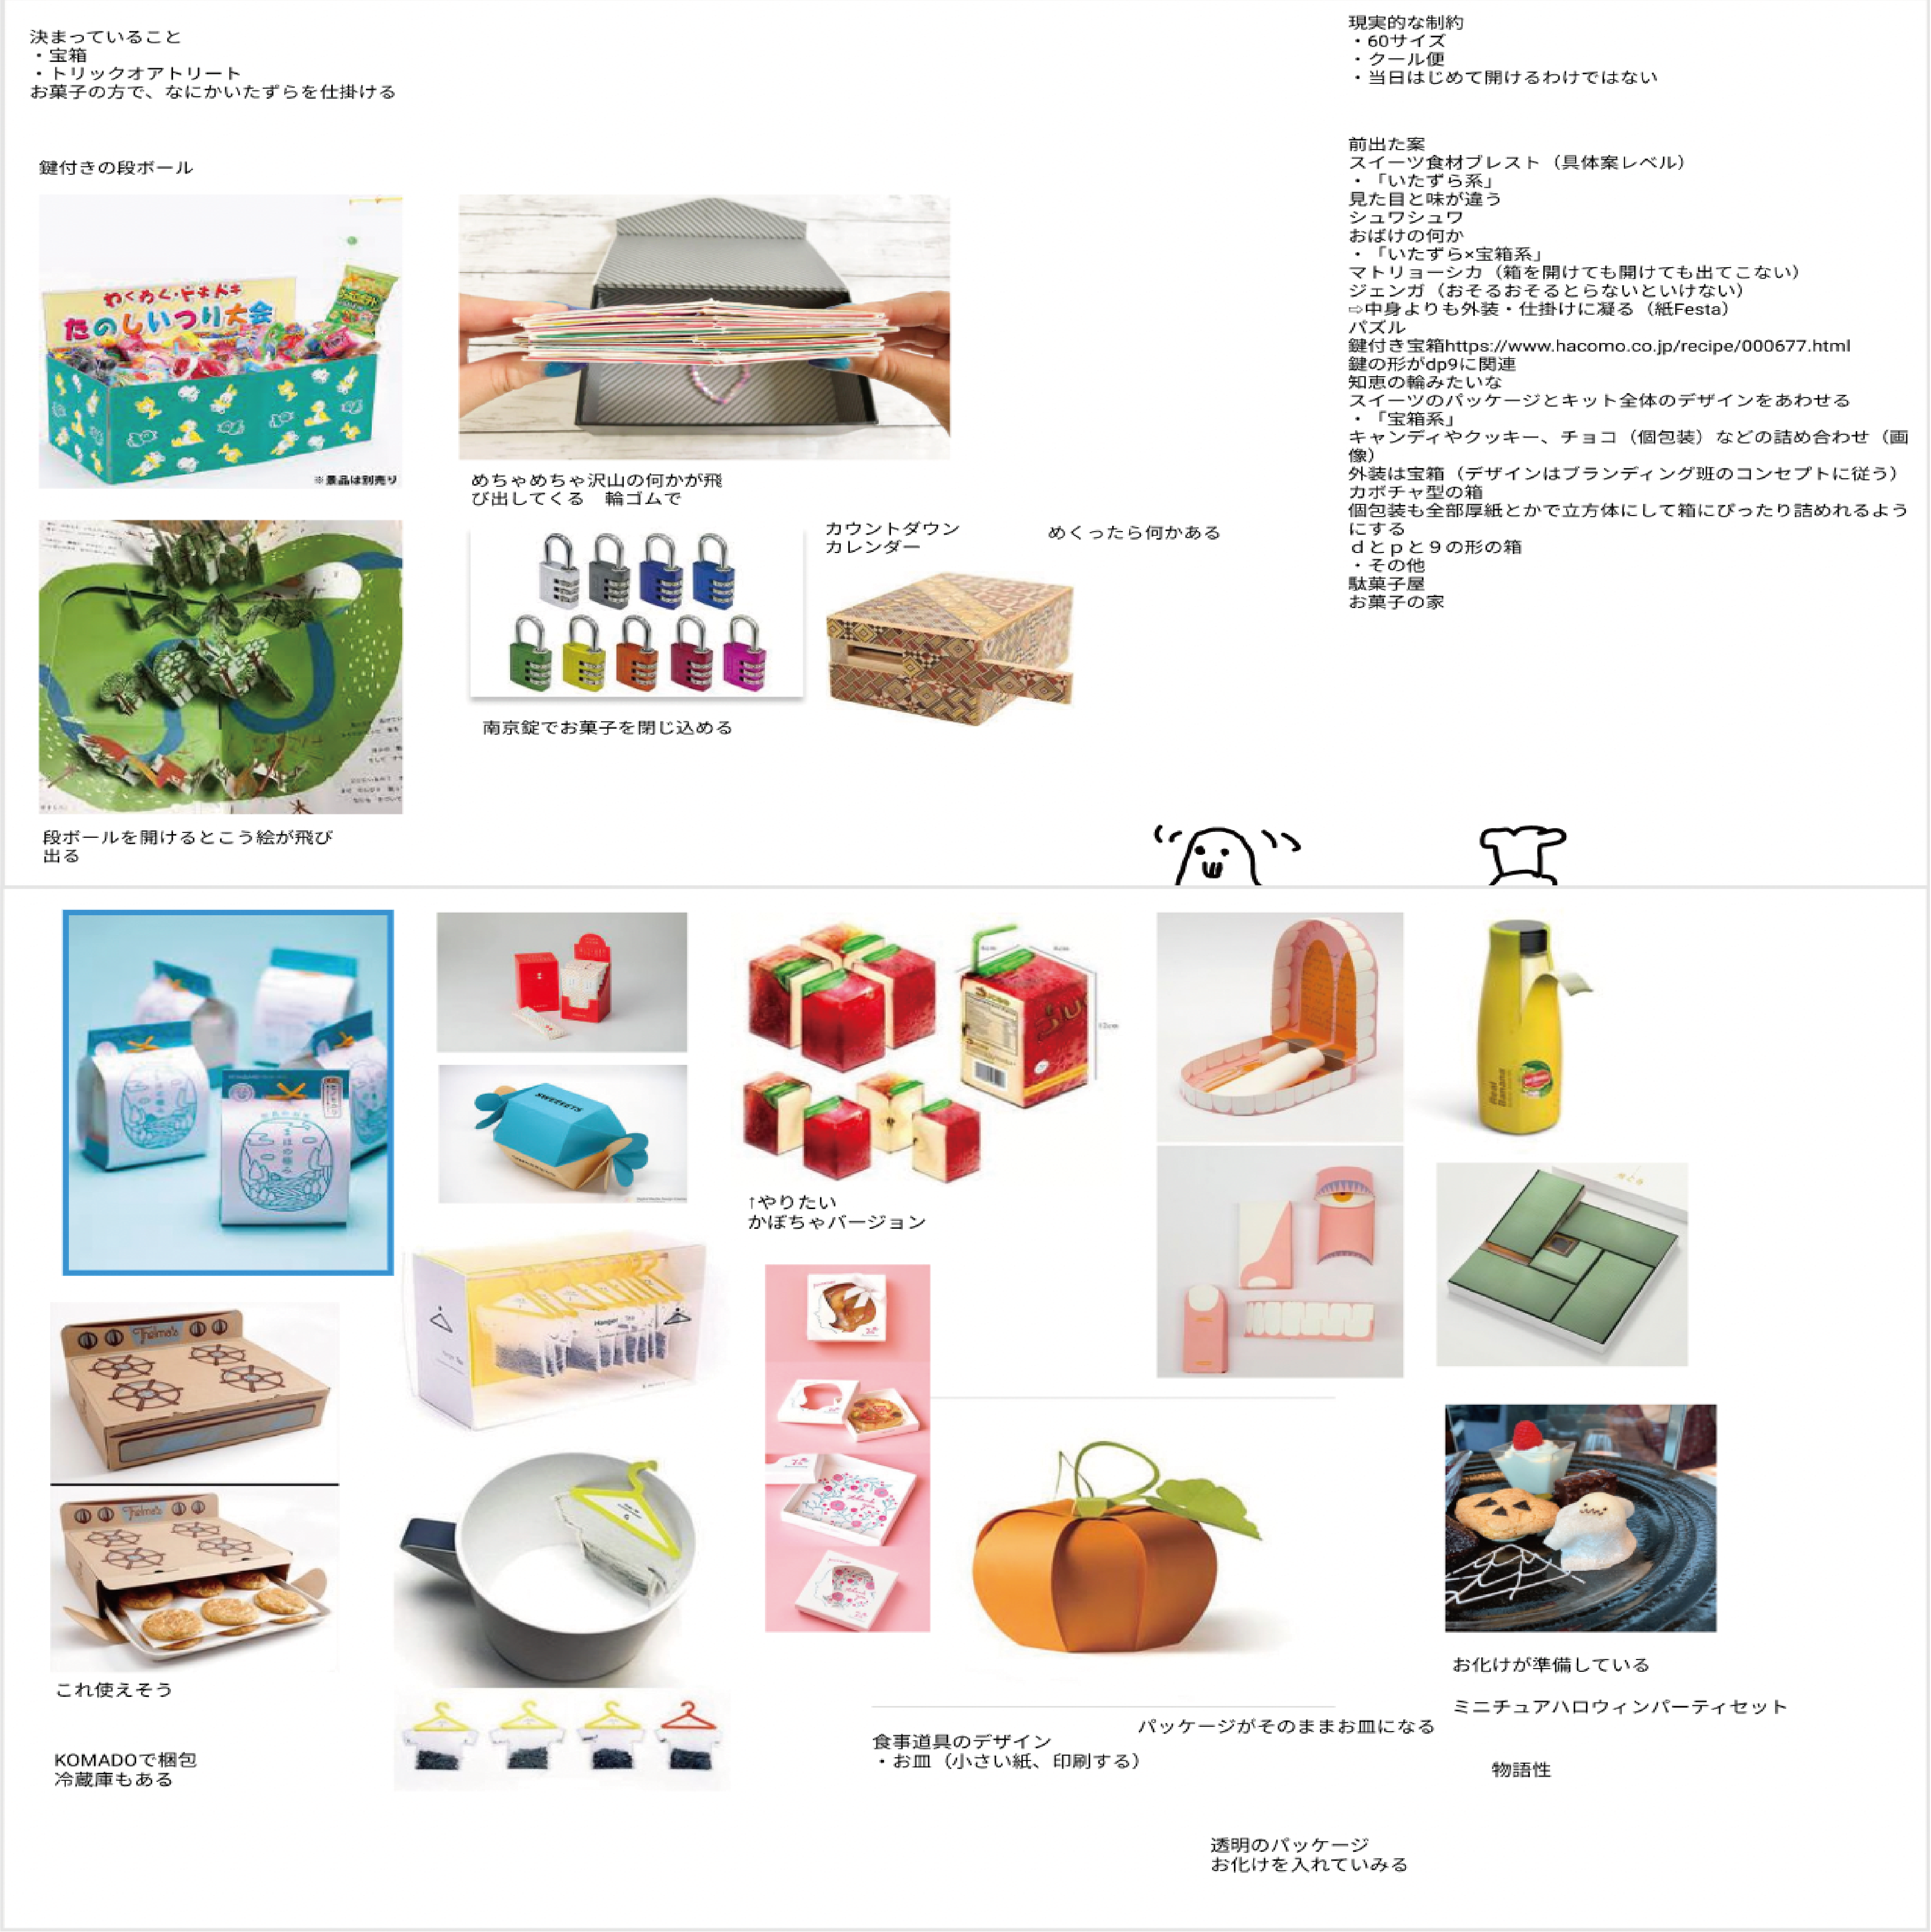 決まっていること
・宝箱
・トリックオアトリート
お菓子の方で、なにかいたずらを仕掛ける
鍵付きの段ボール
わくわく・ドキドキ
たのしいつり大会
※景品は別売り
めちゃめちゃ沢山の何かが飛
び出してくる　輪ゴムで
段ボールを開けるとこう絵が飛び
出る
南京錠でお菓子を閉じ込める
カウントダウン
カレンダー
めくったら何かある
現実的な制約
・60サイズ
・クール便
・当日はじめて開けるわけではない
前出た案
スイーツ食材ブレスト（具体案レベル）
・「いたずら系」
見た目と味が違う
シュワシュワ
おばけの何か
・「いたずら×宝箱系」
マトリョーシカ（箱を開けても開けても出てこない）
ジェンガ（おそるおそるとらないといけない）
⇨中身よりも外装・仕掛けに凝る（紙Festa）
パズル
鍵付き宝箱https://www.hacomo.co.jp/recipe/000677.html
鍵の形がdp9に関連
知恵の輪みたいな
スイーツのパッケージとキット全体のデザインをあわせる
・「宝箱系」
キャンディやクッキー、チョコ（個包装）などの詰め合わせ（画
像）
外装は宝箱（デザインはブランディング班のコンセプトに従う）
カボチャ型の箱
個包装も全部厚紙とかで立方体にして箱にぴったり詰めれるよう
にする
ｄとｐと９の形の箱
・その他
駄菓子屋
お菓子の家
SWEEKETS
↑やりたい
かぼちゃバージョン
12cm
Real
Banana
Hanger Tea
Thelma's
Thelma's
これ使えそう
KOMADOで梱包
冷蔵庫もある
食事道具のデザイン
・お皿（小さい紙、印刷する）
パッケージがそのままお皿になる
お化けが準備している
ミニチュアハロウィンパーティセット
物語性
透明のパッケージ
お化けを入れていみる